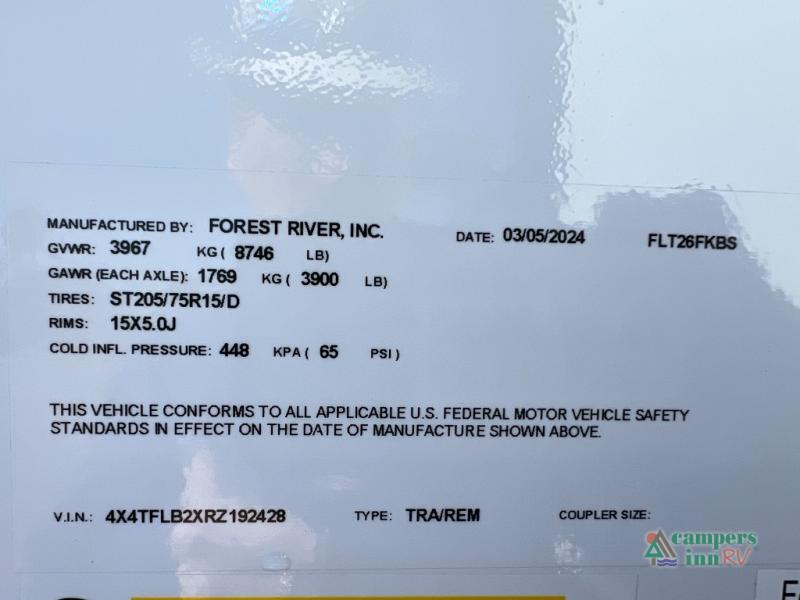 MANUFACTURED BY: FOREST RIVER, INC. DATE: 03/05/2024 FLT26FKBS
GVWR: 3967 KG ( 8746 LB)
GAWR (EACH AXLE): 1769 KG ( 3900 LB)
TIRES: ST205/75R15/D
RIMS: 15X5.0J
COLD INFL. PRESSURE: 448 KPA ( 65 PSI )
THIS VEHICLE CONFORMS TO ALL APPLICABLE U.S. FEDERAL MOTOR VEHICLE SAFETY
STANDARDS IN EFFECT ON THE DATE OF MANUFACTURE SHOWN ABOVE.
V.I.N.: 4X4TFLB2XRZ192428 TYPE: TRA/REM COUPLER SIZE:
campers
inn RV